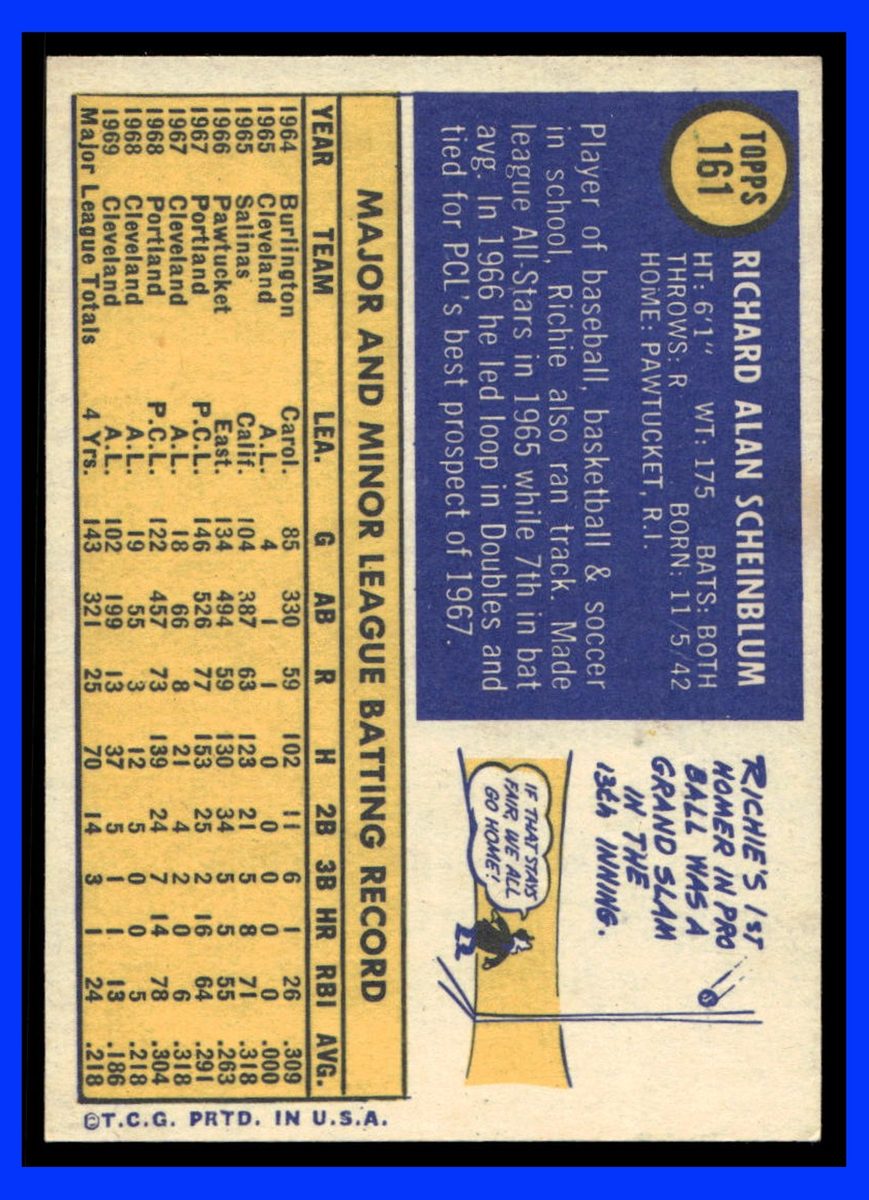 TOPPS
161
RICHARD ALAN SCHEINBLUM
HT: 6'1" WT: 175 BATS: BOTH
THROWS: R BORN: 11/5/42
HOME: PAWTUCKET, R.I.
Player of baseball, basketball & soccer
in school, Richie also ran track. Made
league All-Stars in 1965 while 7th in bat
avg. In 1966 he led loop in Doubles and
tied for PCL's best prospect of 1967.
RICHIE'S 1ST
HOMER IN PRO
BALL WAS A
GRAND SLAM
IN THE
13th INNING.
IF THAT STAYS
FAIR, WE ALL
GO HOME!
MAJOR AND MINOR LEAGUE BATTING RECORD
YEAR TEAM LEA. G AB R H 2B 3B HR RBI AVG.
1964 Burlington Carol. 85 330 59 102 11 6 1 26 .309
1965 Cleveland A.L. 4 1 1 0 0 0 0 0 .000
1965 Salinas Calif. 104 387 63 123 21 5 8 71 .318
1966 Pawtucket East. 134 494 59 130 34 5 5 55 .263
1967 Portland P.C.L. 146 526 77 153 25 2 16 64 .291
1967 Cleveland A.L. 18 66 8 21 4 2 0 6 .318
1968 Portland P.C.L. 122 457 73 139 24 7 14 78 .304
1968 Cleveland A.L. 19 55 3 12 5 0 0 5 .218
1969 Cleveland A.L. 102 199 13 37 5 1 1 13 .186
Major League Totals 4 Yrs. 143 321 25 70 14 3 1 24 .218
©T.C.G. PRTD. IN U.S.A.